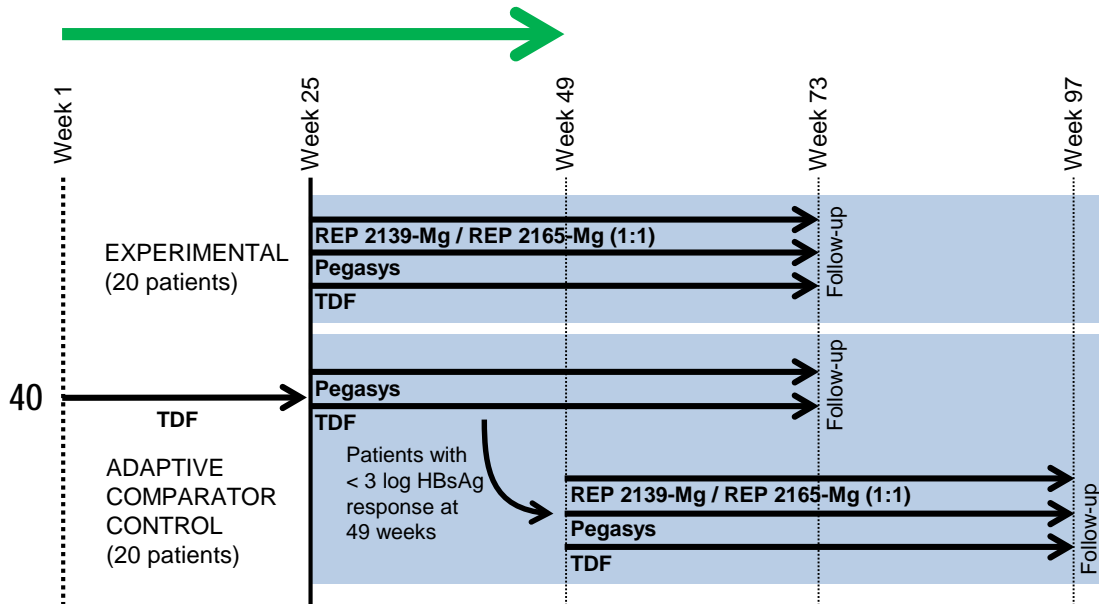 Week 1
Week 25
Week 49
Week 73
Week 97
EXPERIMENTAL
(20 patients)
REP 2139-Mg / REP 2165-Mg (1:1)
Pegasys
TDF
Follow-up
40
TDF
Pegasys
TDF
Follow-up
ADAPTIVE
COMPARATOR
CONTROL
(20 patients)
Patients with
< 3 log HBsAg
response at
49 weeks
REP 2139-Mg / REP 2165-Mg (1:1)
Pegasys
TDF
Follow-up